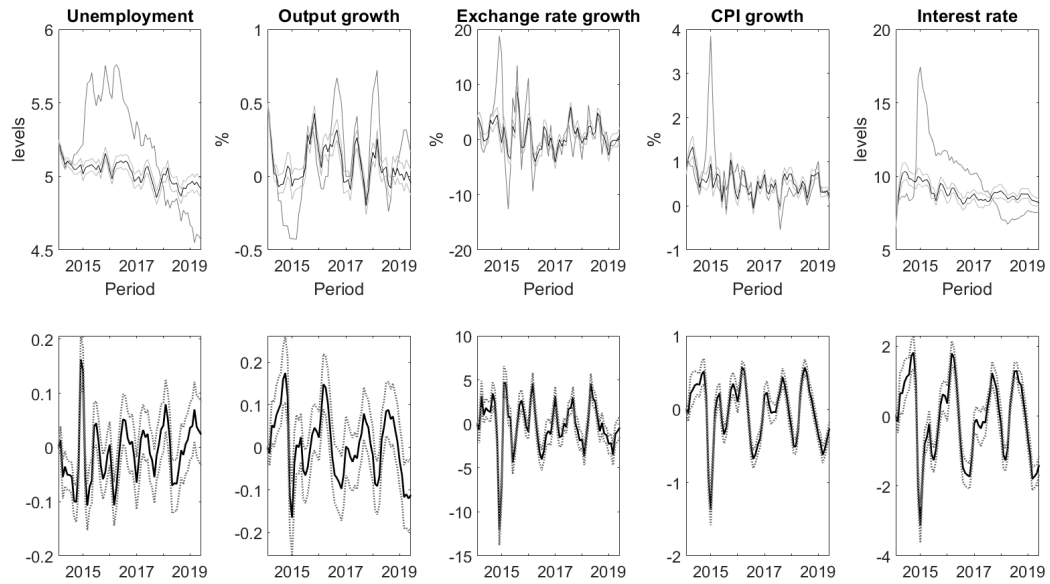 Unemployment
6
5.5
5
4.5
levels
2015 2017 2019
Period
Output growth
1
0.5
0
-0.5
%
2015 2017 2019
Period
Exchange rate growth
20
10
0
-10
-20
%
2015 2017 2019
Period
CPI growth
4
3
2
1
0
-1
%
2015 2017 2019
Period
Interest rate
20
15
10
5
levels
2015 2017 2019
Period
0.2
0.1
0
-0.1
-0.2
2015 2017 2019
0.2
0.1
0
-0.1
-0.2
2015 2017 2019
10
5
0
-5
-10
-15
2015 2017 2019
1
0
-1
-2
2015 2017 2019
2
0
-2
-4
2015 2017 2019